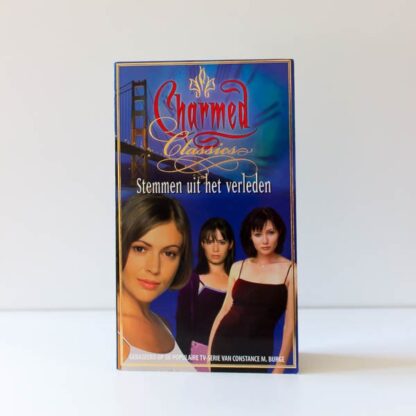 Charmed
Classics
Stemmen uit het verleden
GEBASEERD OP DE POPULAIRE TV-SERIE VAN CONSTANCE M. BURGE